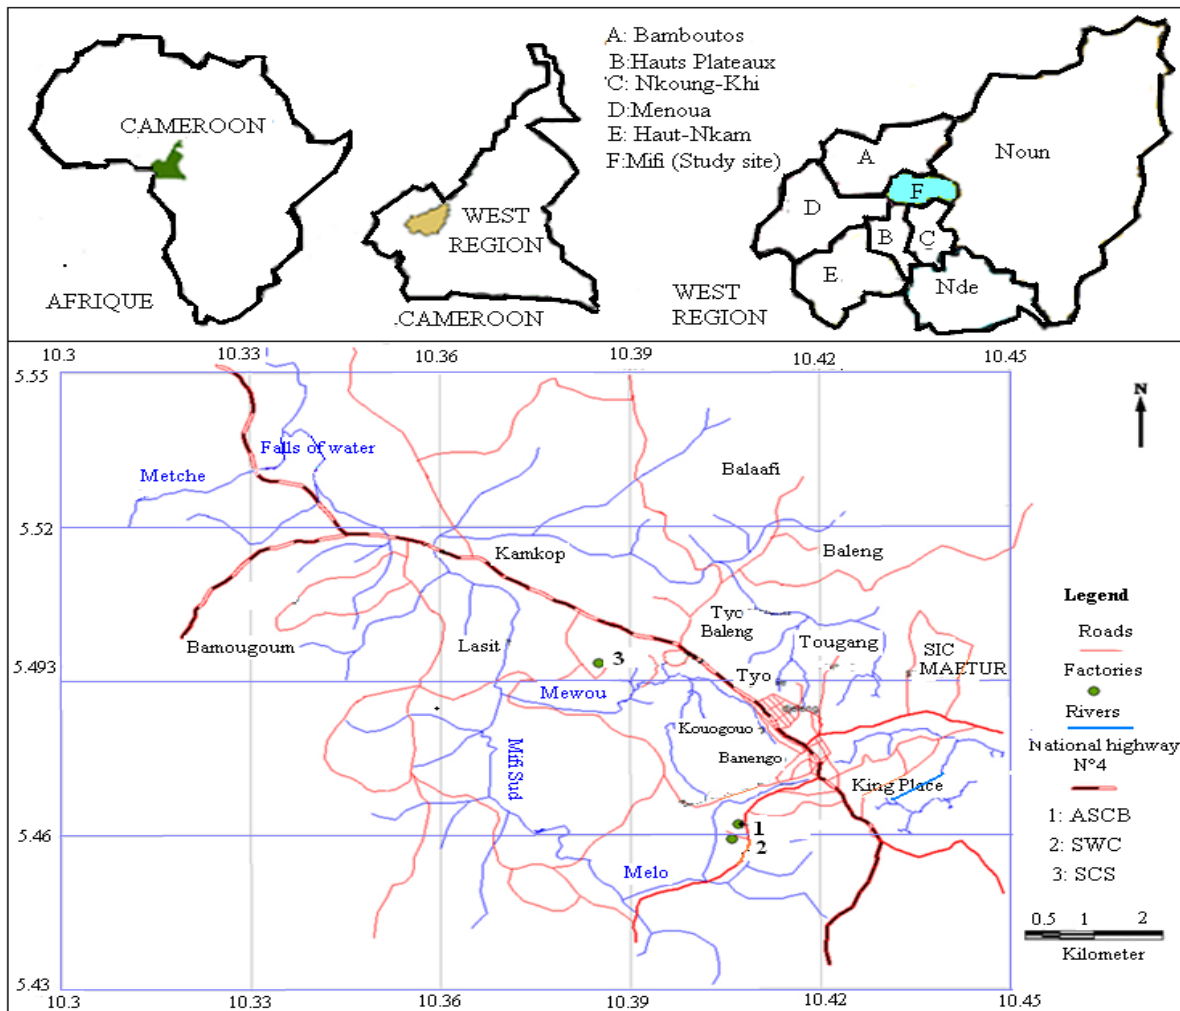 A: Bamboutos
B:Hauts Plateaux
C: Nkoung-Khi
D:Menoua
E: Haut-Nkam
F:Mifi (Study site)
CAMEROON
AFRIQUE
WEST
REGION
CAMEROON
A
Noun
F
D
B
C
E
Nde
WEST
REGION
10.3
10.33
10.36
10.39
10.42
10.45
5.55
5.52
5.493
5.46
5.43
N
Falls of water
Metche
Balaafi
Kamkop
Baleng
Tyo
Baleng
Tougang
Bamougoum
Lasit
3
SIC
MAETUR
Tyo
Mewou
Kouogouo
Banengo
Mifi Sud
King Place
1
2
Melo
Legend
Roads
Factories
Rivers
National highway
N°4
1: ASCB
2: SWC
3: SCS
0.5 1 2
Kilometer
10.3
10.33
10.36
10.39
10.42
10.45